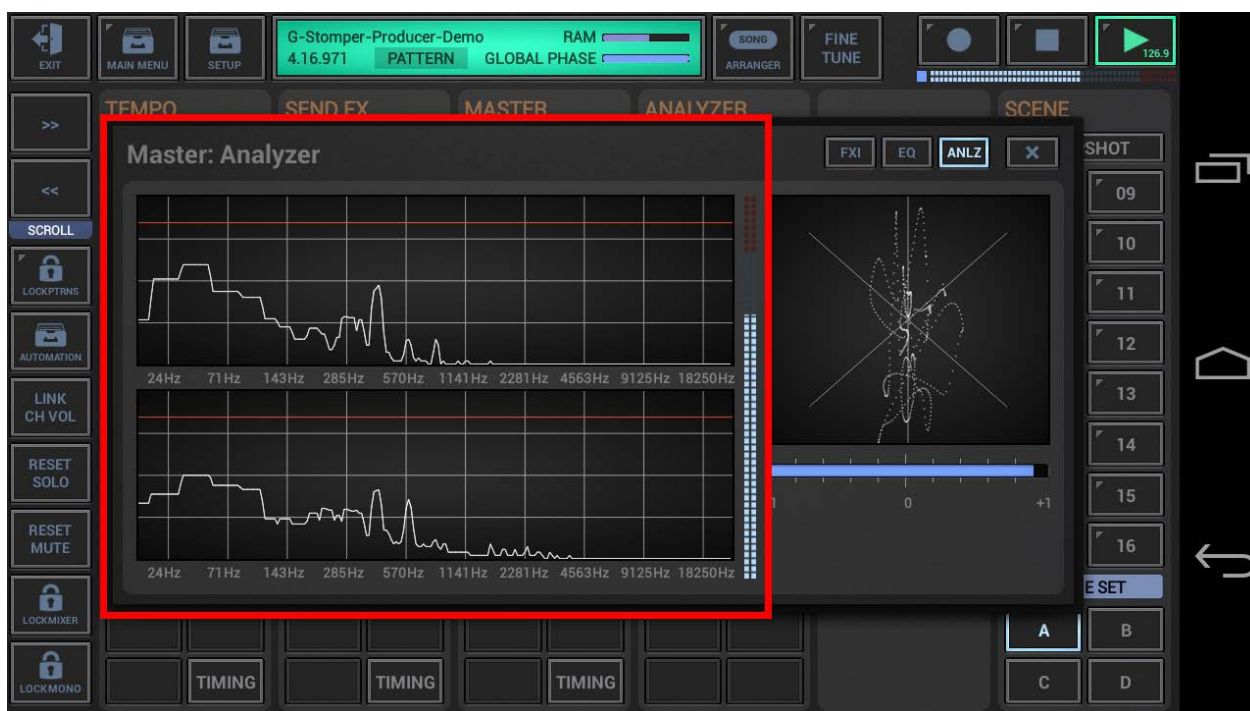 EXIT
MAIN MENU
SETUP
G-Stomper-Producer-Demo RAM
4.16.971 PATTERN GLOBAL PHASE
SONG
ARRANGER
FINE
TUNE
126.9
>>
<<
SCROLL
LOCKPTRNS
AUTOMATION
LINK
CH VOL
RESET
SOLO
RESET
MUTE
LOCKMIXER
LOCKMONO
TEMPO SEND FX MASTER ANALYZER SCENE
Master: Analyzer
FXI EQ ANLZ ×
24Hz 71Hz 143Hz 285Hz 570Hz 1141Hz 2281Hz 4563Hz 9125Hz 18250Hz
24Hz 71Hz 143Hz 285Hz 570Hz 1141Hz 2281Hz 4563Hz 9125Hz 18250Hz
0 +1
SHOT
09
10
11
12
13
14
15
16
E SET
A B
C D
TIMING TIMING TIMING